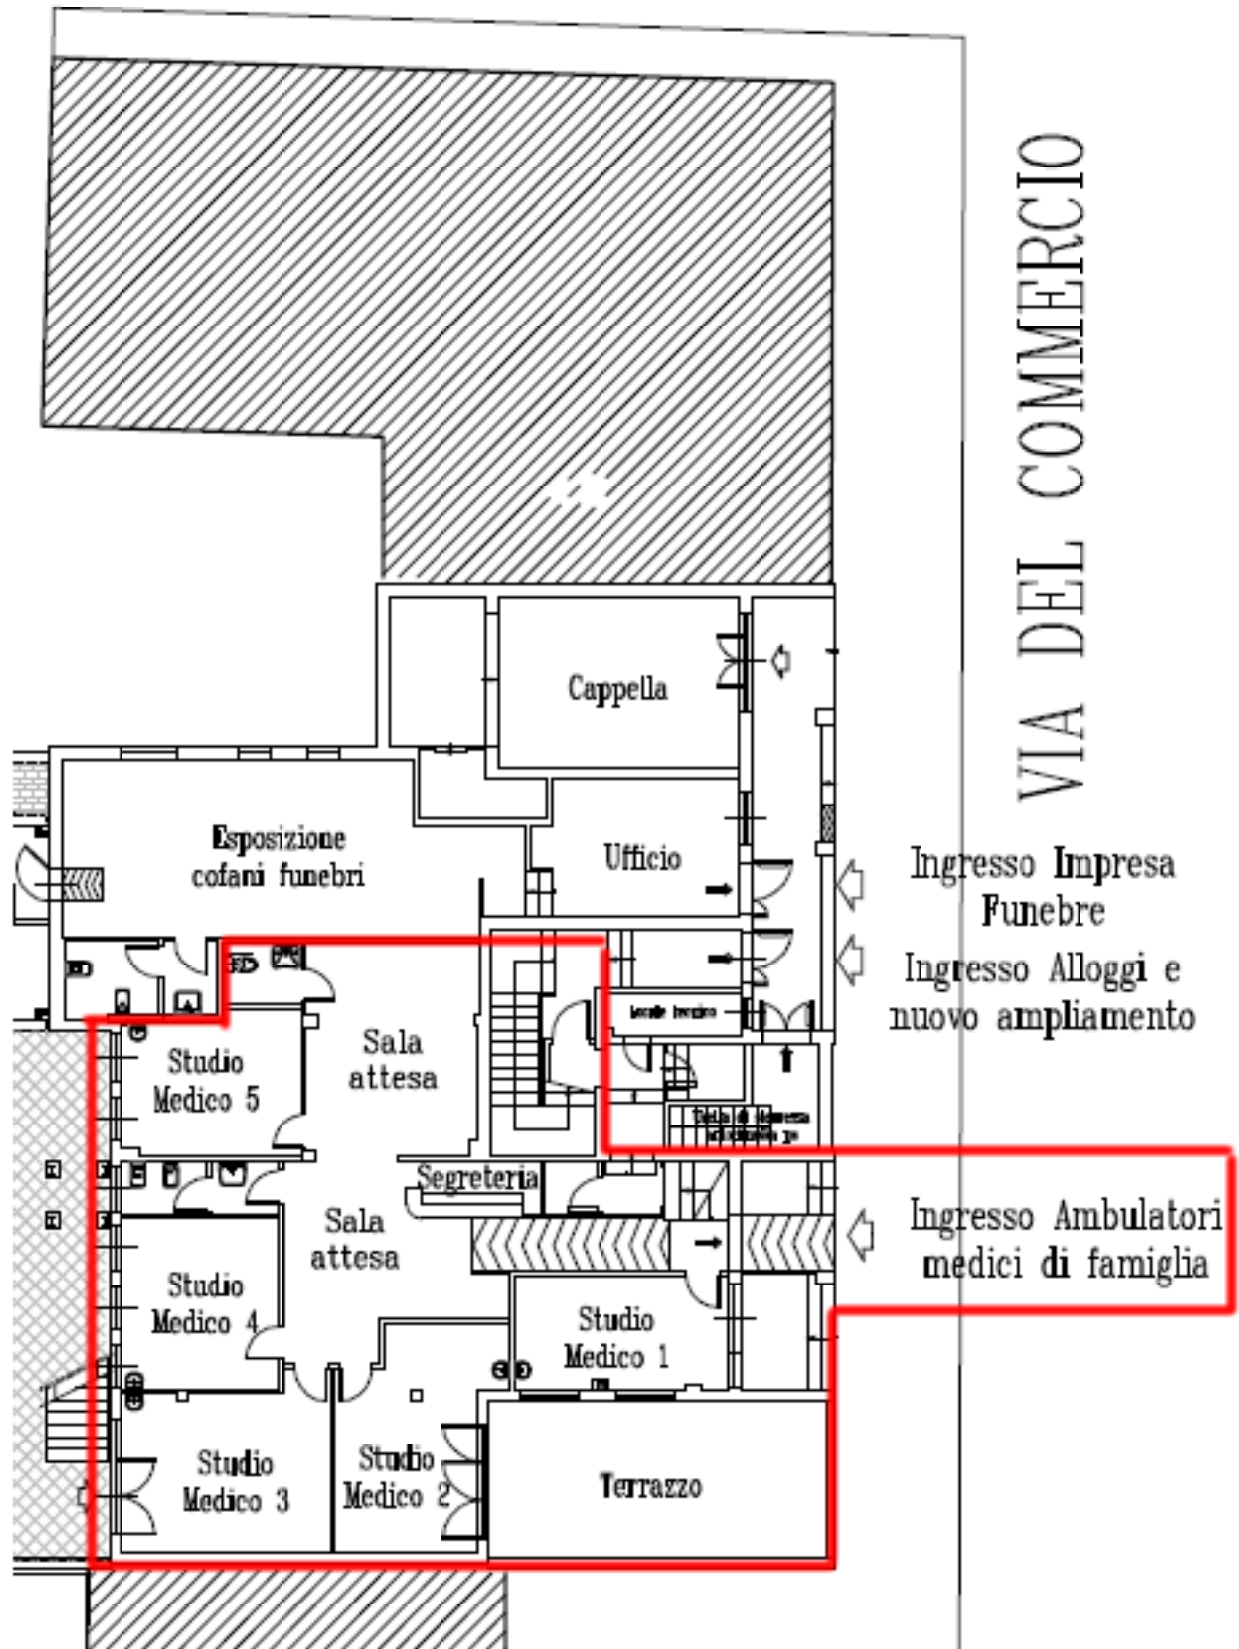 VIA DEL COMMERCIO
Cappella
Esposizione
cofani funebri
Ufficio
Ingresso Impresa
Funebre
Ingresso Alloggi e
nuovo ampliamento
Locale tecnico
Sala
attesa
Studio
Medico 5
Segreteria
Sala
attesa
Ingresso Ambulatori
medici di famiglia
Studio
Medico 4
Studio
Medico 1
Studio
Medico 3
Studio
Medico 2
Terrazzo